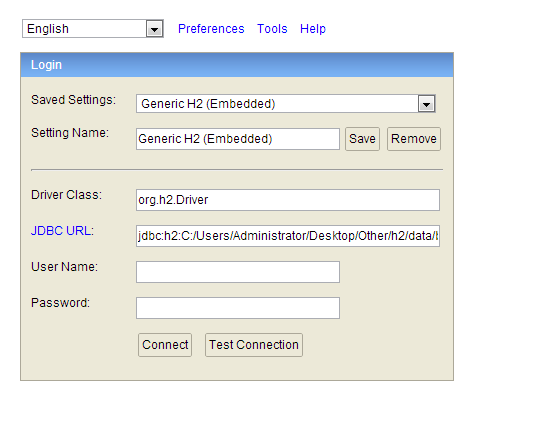 English Preferences Tools Help
Login
Saved Settings: Generic H2 (Embedded)
Setting Name: Generic H2 (Embedded) Save Remove
Driver Class: org.h2.Driver
JDBC URL: jdbc:h2:C:/Users/Administrator/Desktop/Other/h2/data/
User Name:
Password:
Connect Test Connection